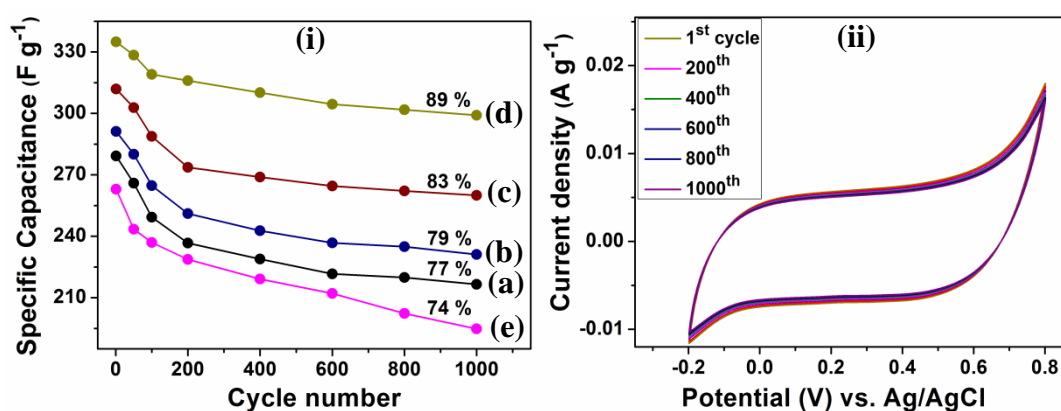 (i)
Specific Capacitance (F g⁻¹)
330
300
270
240
210
89 %
(d)
83 %
(c)
79 %
(b)
77 %
(a)
74 %
(e)
0 200 400 600 800 1000
Cycle number
(ii)
Current density (A g⁻¹)
0.02
0.01
0.00
-0.01
1ˢᵗ cycle
200ᵗʰ
400ᵗʰ
600ᵗʰ
800ᵗʰ
1000ᵗʰ
-0.2 0.0 0.2 0.4 0.6 0.8
Potential (V) vs. Ag/AgCl